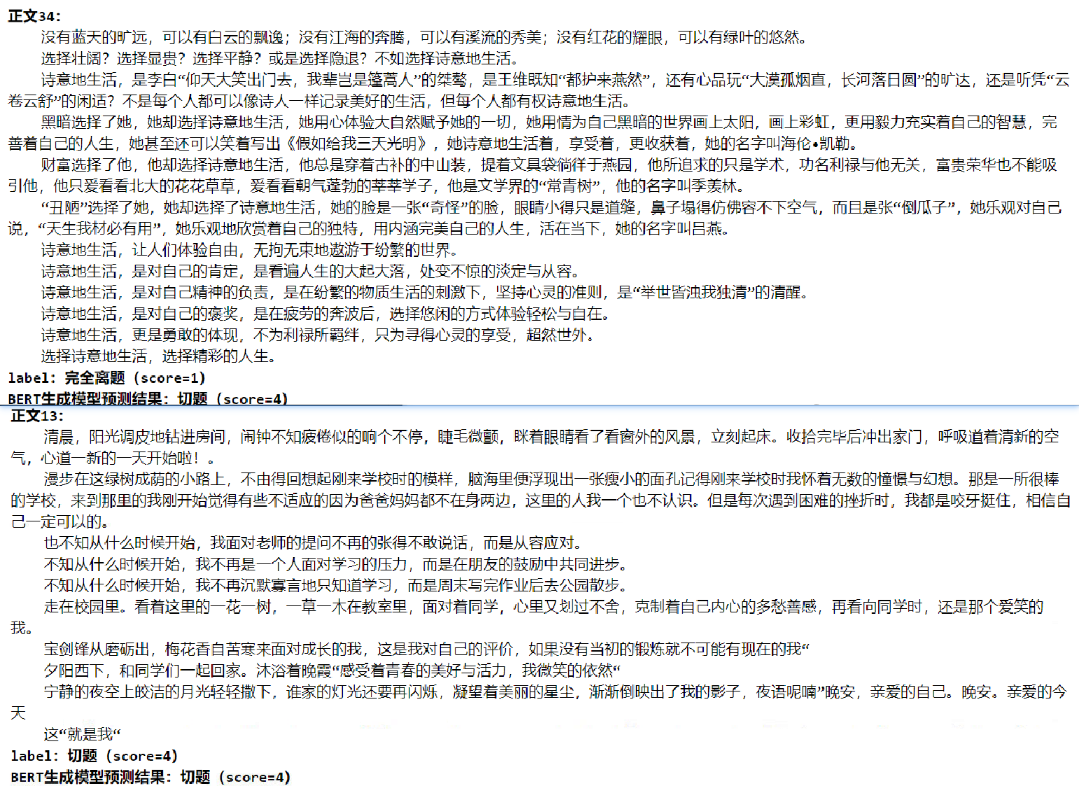 正文34：
没有蓝天的旷远，可以有白云的飘逸；没有江海的奔腾，可以有溪流的秀美；没有红花的耀眼，可以有绿叶的悠然。
选择壮阔？选择显贵？选择平静？或是选择隐退？不如选择诗意地生活。
诗意地生活，是李白“仰天大笑出门去，我辈岂是篷蒿人”的桀骜，是王维既知“都护来燕然”，还有心品玩“大漠孤烟直，长河落日圆”的旷达，还是听凭“云
卷云舒”的闲适？不是每个人都可以像诗人一样记录美好的生活，但每个人都有权诗意地生活。
黑暗选择了她，她却选择诗意地生活，她用心体验大自然赋予她的一切，她用情为自己黑暗的世界画上太阳，画上彩虹，更用毅力充实着自己的智慧，完
善着自己的人生，她甚至还可以笑着写出《假如给我三天光明》，她诗意地生活着，享受着，更收获着，她的名字叫海伦•凯勒。
财富选择了他，他却选择诗意地生活，他总是穿着古补的中山装，提着文具袋徜徉于燕园，他所追求的只是学术，功名利禄与他无关，富贵荣华也不能吸
引他，他只爱看看北大的花花草草，爱看看朝气蓬勃的莘莘学子，他是文学界的“常青树”，他的名字叫季羡林。
“丑陋”选择了她，她却选择了诗意地生活，她的脸是一张“奇怪”的脸，眼睛小得只是道缝，鼻子塌得仿佛容不下空气，而且是张“倒瓜子”，她乐观对自己
说，“天生我材必有用”，她乐观地欣赏着自己的独特，用内涵完美自己的人生，活在当下，她的名字叫吕燕。
诗意地生活，让人们体验自由，无拘无束地遨游于纷繁的世界。
诗意地生活，是对自己的肯定，是看遍人生的大起大落，处变不惊的淡定与从容。
诗意地生活，是对自己精神的负责，是在纷繁的物质生活的刺激下，坚持心灵的准则，是“举世皆浊我独清”的清醒。
诗意地生活，是对自己的褒奖，是在疲劳的奔波后，选择悠闲的方式体验轻松与自在。
诗意地生活，更是勇敢的体现，不为利禄所羁绊，只为寻得心灵的享受，超然世外。
选择诗意地生活，选择精彩的人生。
label：完全离题（score=1）
BERT生成模型预测结果：切题（score=4）
正文13：
清晨，阳光调皮地钻进房间，闹钟不知疲倦似的响个不停，睫毛微颤，眯着眼睛看了看窗外的风景，立刻起床。收拾完毕后冲出家门，呼吸道着清新的空
气，心道一新的一天开始啦！。
漫步在这绿树成荫的小路上，不由得回想起刚来学校时的模样，脑海里便浮现出一张瘦小的面孔记得刚来学校时我怀着无数的憧憬与幻想。那是一所很棒
的学校，来到那里的我刚开始觉得有些不适应的因为爸爸妈妈都不在身两边，这里的人我一个也不认识。但是每次遇到困难的挫折时，我都是咬牙挺住，相信自
己一定可以的。
也不知从什么时候开始，我面对老师的提问不再的张得不敢说话，而是从容应对。
不知从什么时候开始，我不再是一个人面对学习的压力，而是在朋友的鼓励中共同进步。
不知从什么时候开始，我不再沉默寡言地只知道学习，而是周末写完作业后去公园散步。
走在校园里。看着这里的一花一树，一草一木在教室里，面对着同学，心里又划过不舍，克制着自己内心的多愁善感，再看向同学时，还是那个爱笑的
我。
宝剑锋从磨砺出，梅花香自苦寒来面对成长的我，这是我对自己的评价，如果没有当初的锻炼就不可能有现在的我“
夕阳西下，和同学们一起回家。沐浴着晚霞“感受着青春的美好与活力，我微笑的依然“
宁静的夜空上皎洁的月光轻轻撒下，谁家的灯光还要再闪烁，凝望着美丽的星尘，渐渐倒映出了我的影子，夜语呢喃”晚安，亲爱的自己。晚安。亲爱的今
天
这“就是我“
label：切题（score=4）
BERT生成模型预测结果：切题（score=4）